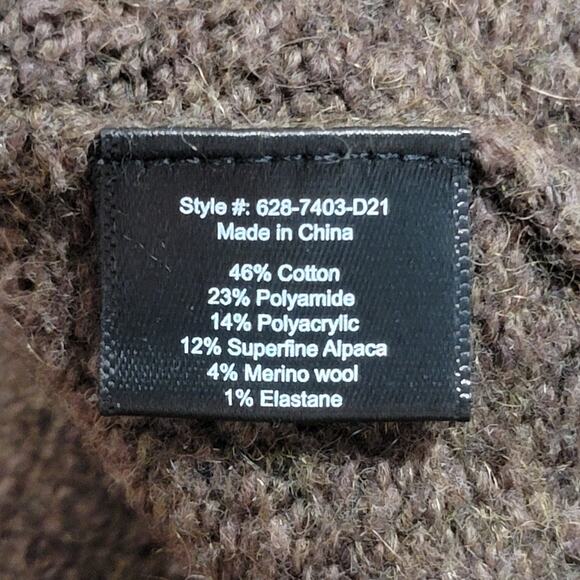 Style #: 628-7403-D21
Made in China
46% Cotton
23% Polyamide
14% Polyacrylic
12% Superfine Alpaca
4% Merino wool
1% Elastane